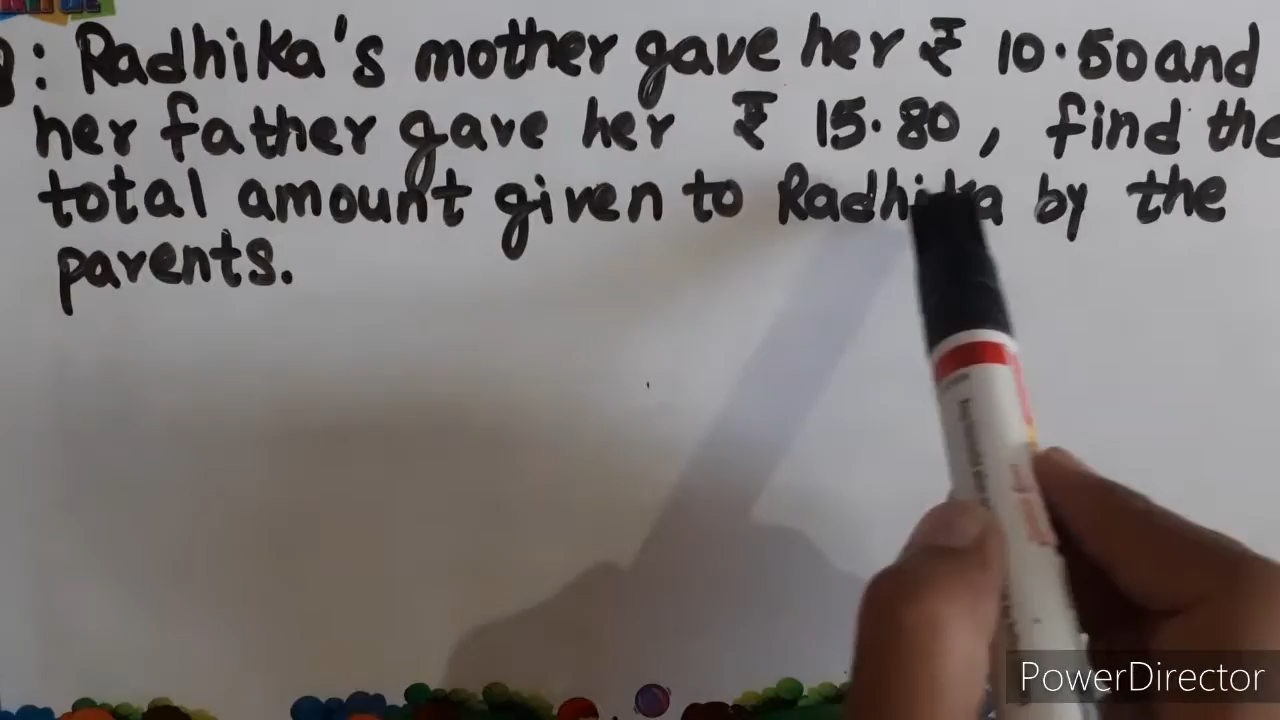 : Radhika's mother gave her ₹ 10.50 and
her father gave her ₹ 15.80, find the
total amount given to Radhika by the
parents.
PowerDirector